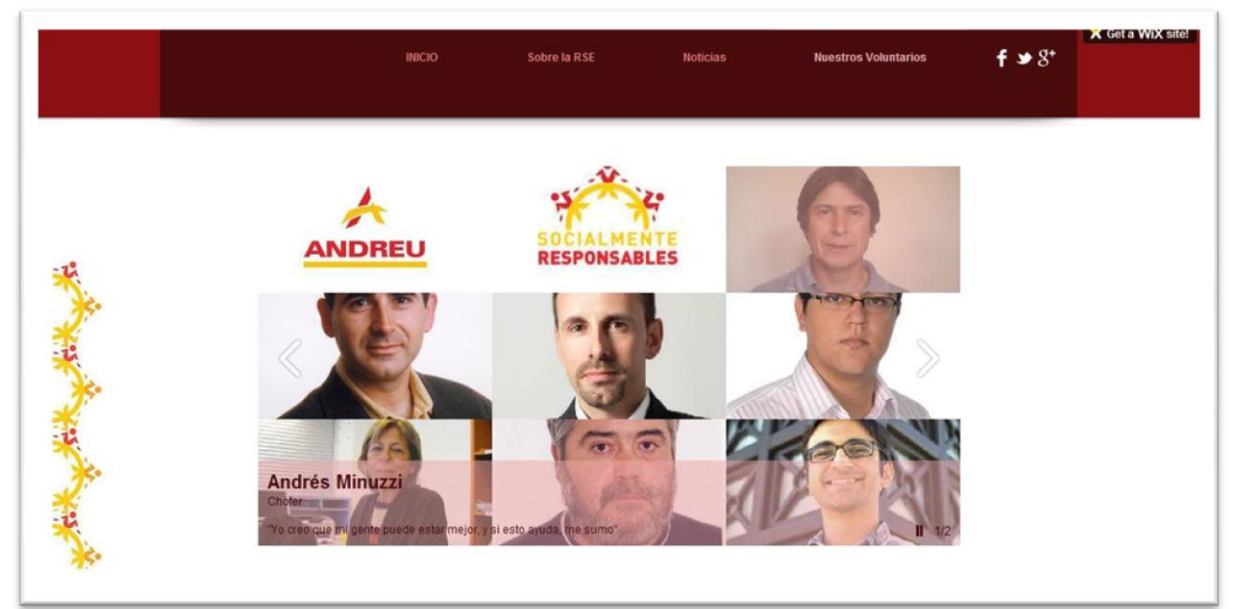 Get a WiX site!
INICIO
Sobre la RSE
Noticias
Nuestros Voluntarios
f 8+
ANDREU
SOCIALMENTE
RESPONSABLES
Andrés Minuzzi
Chofer
"Yo creo que mi gente puede estar mejor, y si esto ayuda, me sumo"
1/2